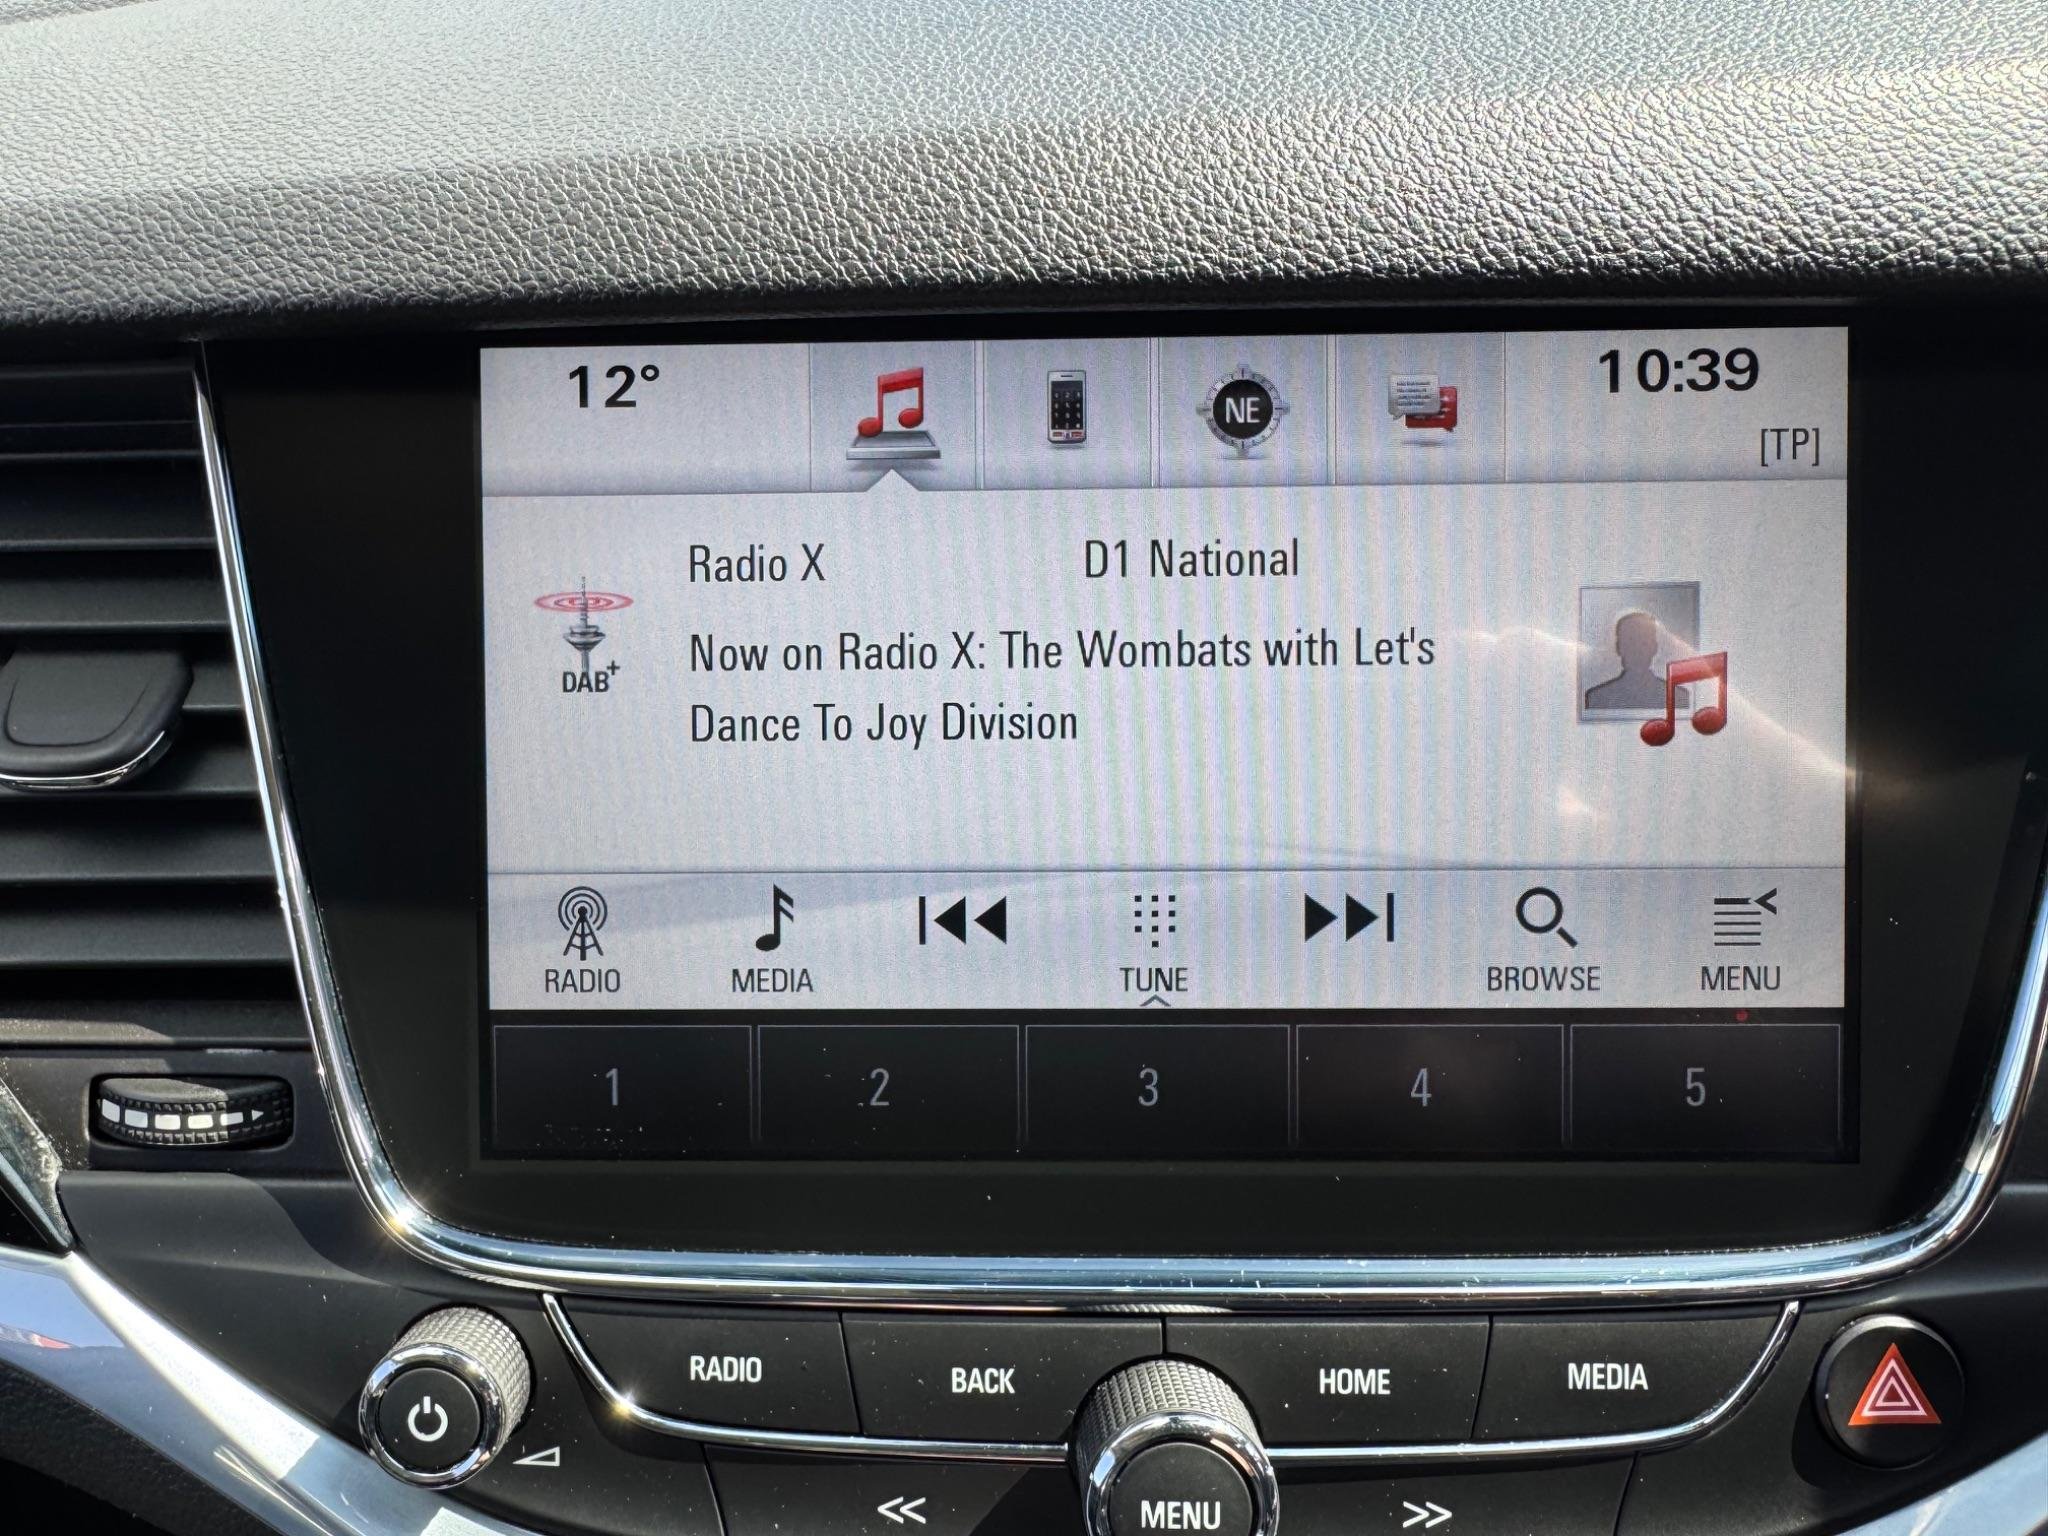 12°
NE
10:39
[TP]
Radio X D1 National
DAB+
Now on Radio X: The Wombats with Let's
Dance To Joy Division
RADIO MEDIA TUNE BROWSE MENU
1 2 3 4 5
RADIO BACK HOME MEDIA
MENU